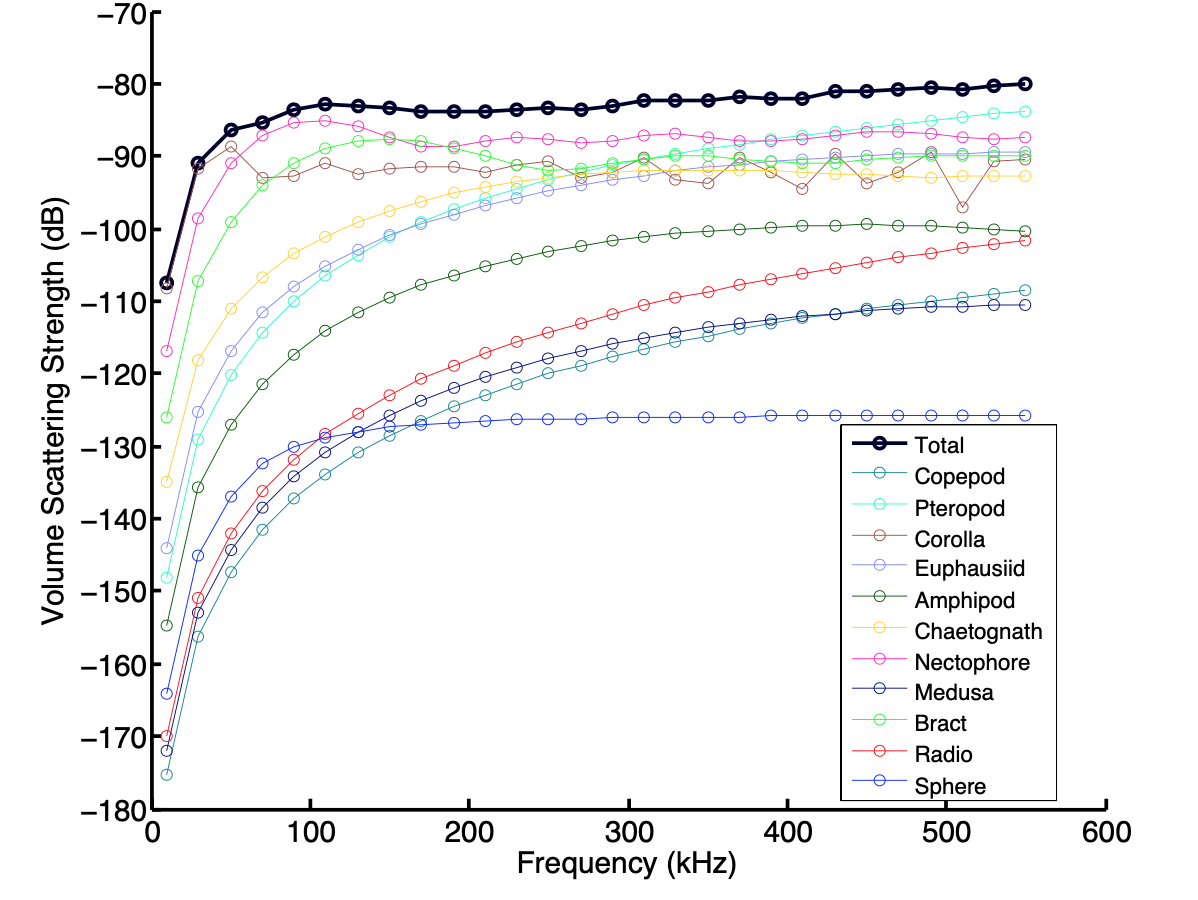 −70
−80
−90
−100
−110
−120
−130
−140
−150
−160
−170
−180
Volume Scattering Strength (dB)
0
100
200
300
400
500
600
Frequency (kHz)
Total
Copepod
Pteropod
Corolla
Euphausiid
Amphipod
Chaetognath
Nectophore
Medusa
Bract
Radio
Sphere